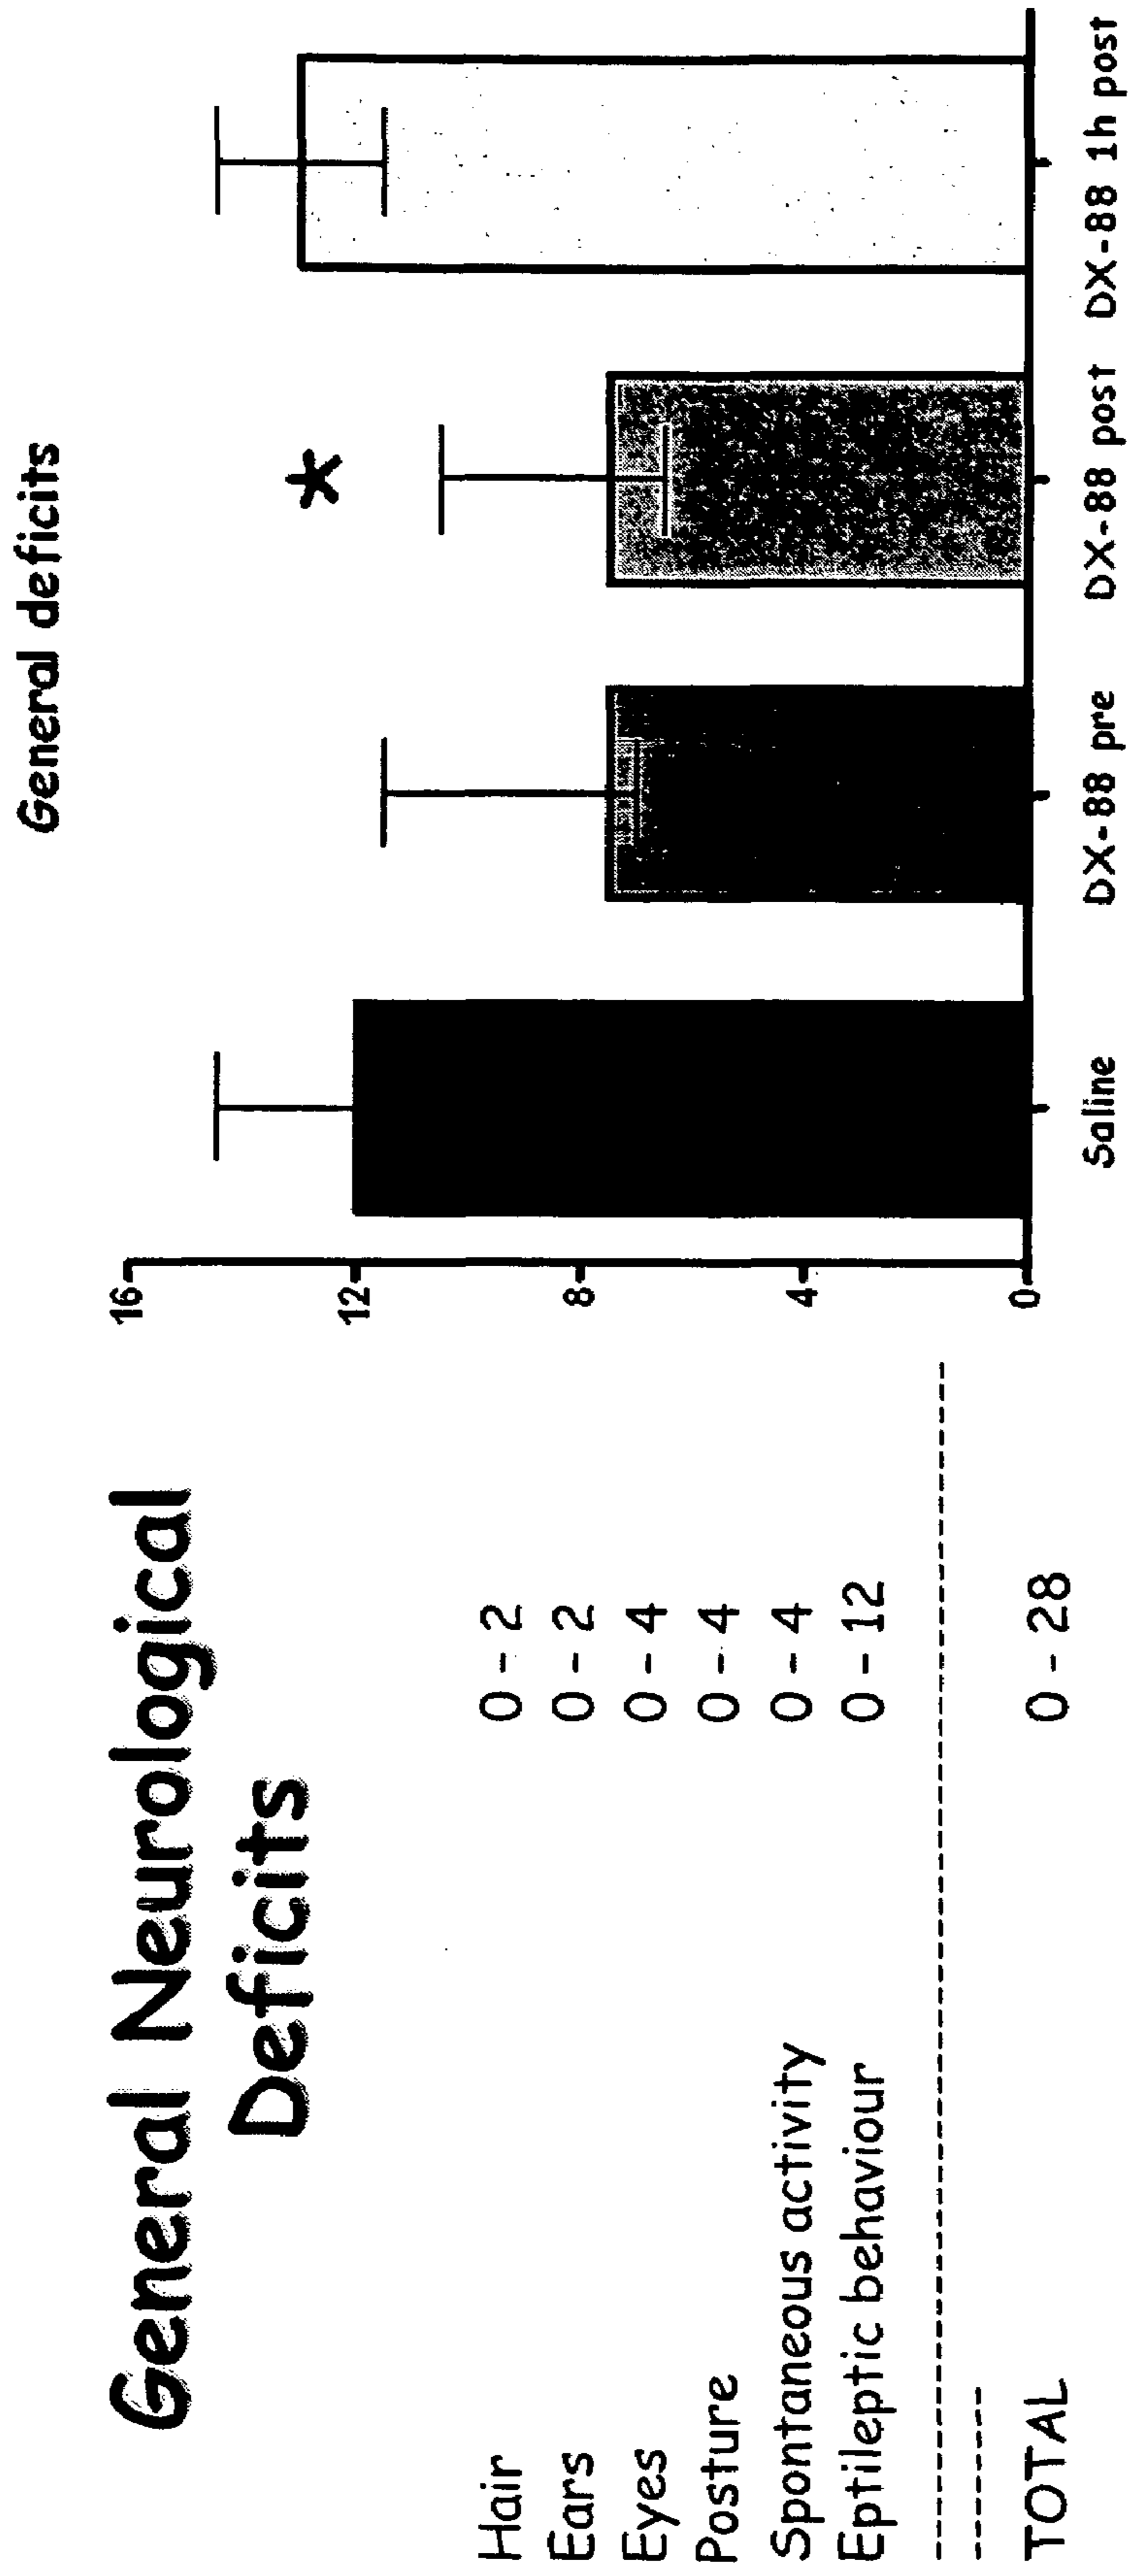 General Neurological
Deficits
Hair 0 - 2
Ears 0 - 2
Eyes 0 - 4
Posture 0 - 4
Spontaneous activity 0 - 4
Eptileptic behaviour 0 - 12
--------------------------------------------------
------
TOTAL 0 - 28
General deficits
16
12
8
4
0
*
Saline DX-88 pre DX-88 post DX-88 1h post